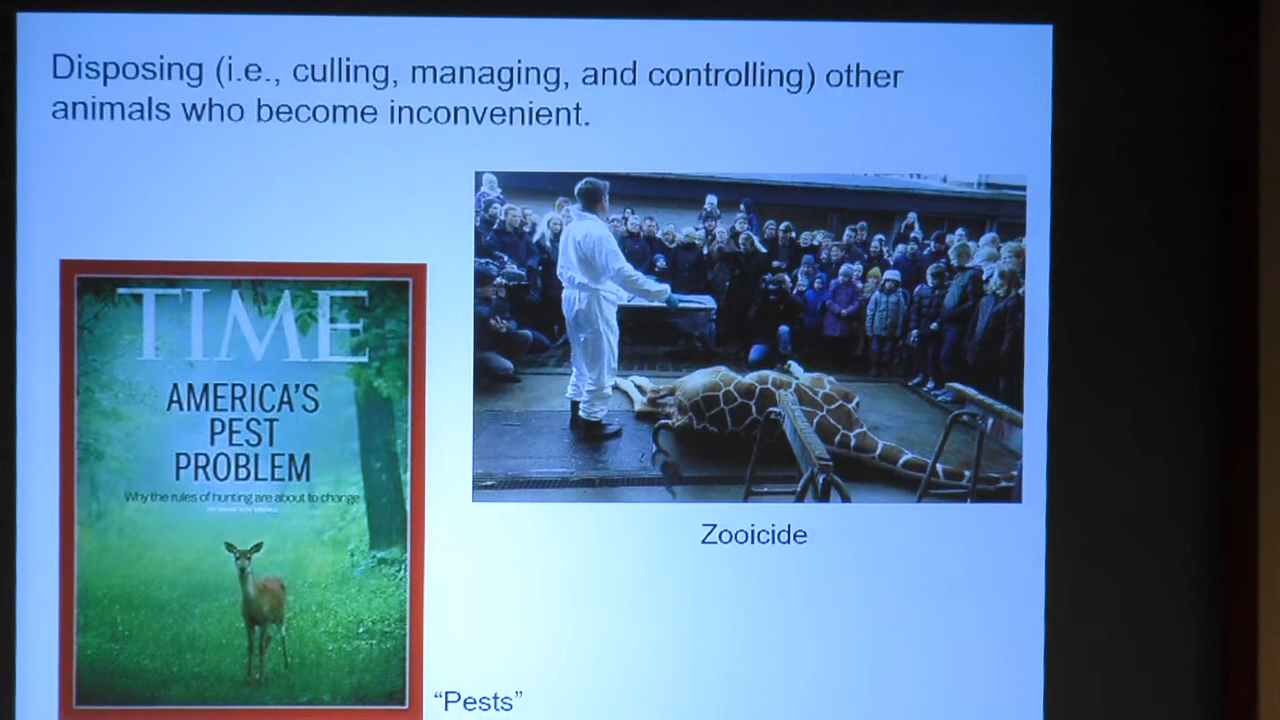 Disposing (i.e., culling, managing, and controlling) other
animals who become inconvenient.
TIME
AMERICA'S
PEST
PROBLEM
Why the rules of hunting are about to change
Zooicide
“Pests”